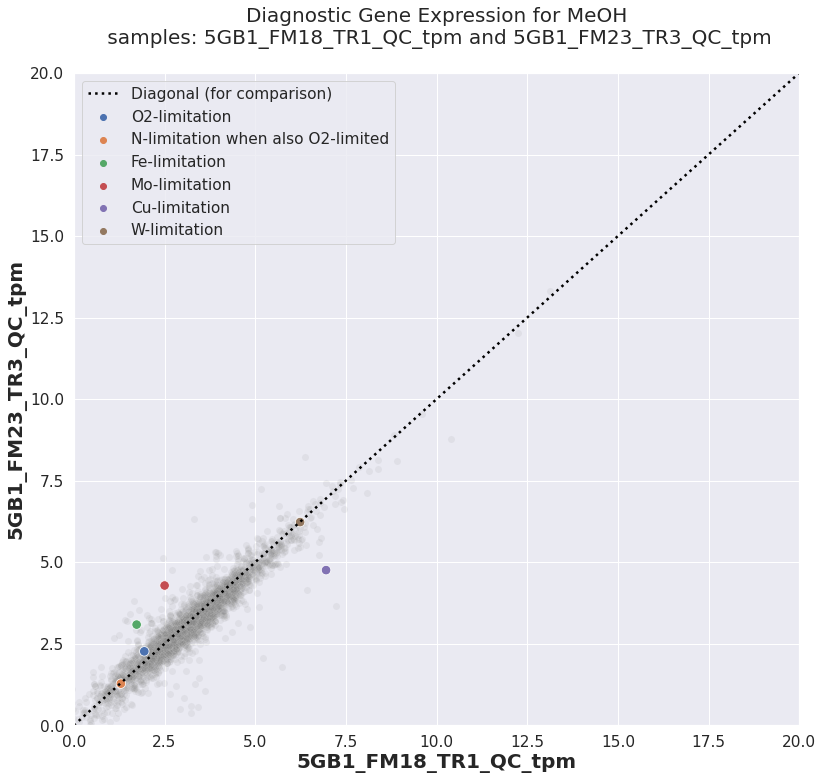 Diagnostic Gene Expression for MeOH
samples: 5GB1_FM18_TR1_QC_tpm and 5GB1_FM23_TR3_QC_tpm
20.0
17.5
15.0
12.5
10.0
7.5
5.0
2.5
0.0
5GB1_FM23_TR3_QC_tpm
Diagonal (for comparison)
O2-limitation
N-limitation when also O2-limited
Fe-limitation
Mo-limitation
Cu-limitation
W-limitation
0.0 2.5 5.0 7.5 10.0 12.5 15.0 17.5 20.0
5GB1_FM18_TR1_QC_tpm